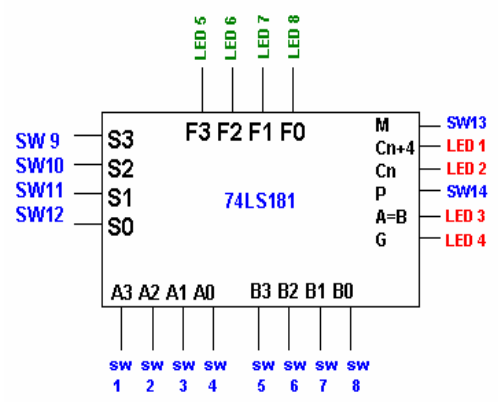 LED 5 LED 6 LED 7 LED 8
F3 F2 F1 F0
SW 9 S3
SW10 S2
SW11 S1
SW12 S0
74LS181
M SW13
Cn+4 LED 1
Cn LED 2
P SW14
A=B LED 3
G LED 4
A3 A2 A1 A0 B3 B2 B1 B0
sw sw sw sw sw sw sw sw
1 2 3 4 5 6 7 8